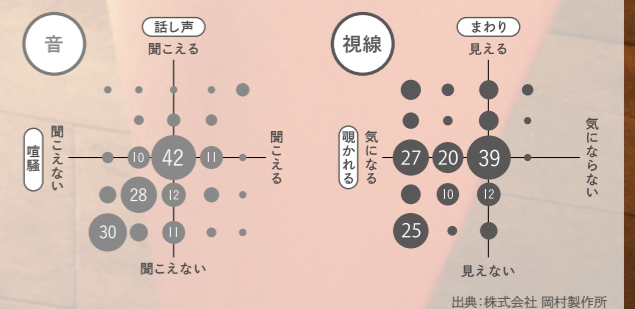 音
話し声
聞こえる
喧騒
聞こえない
聞こえる
10
42
11
28
12
30
11
聞こえない
視線
まわり
見える
覗かれる
気になる
気にならない
27
20
39
10
12
25
見えない
出典:株式会社 岡村製作所